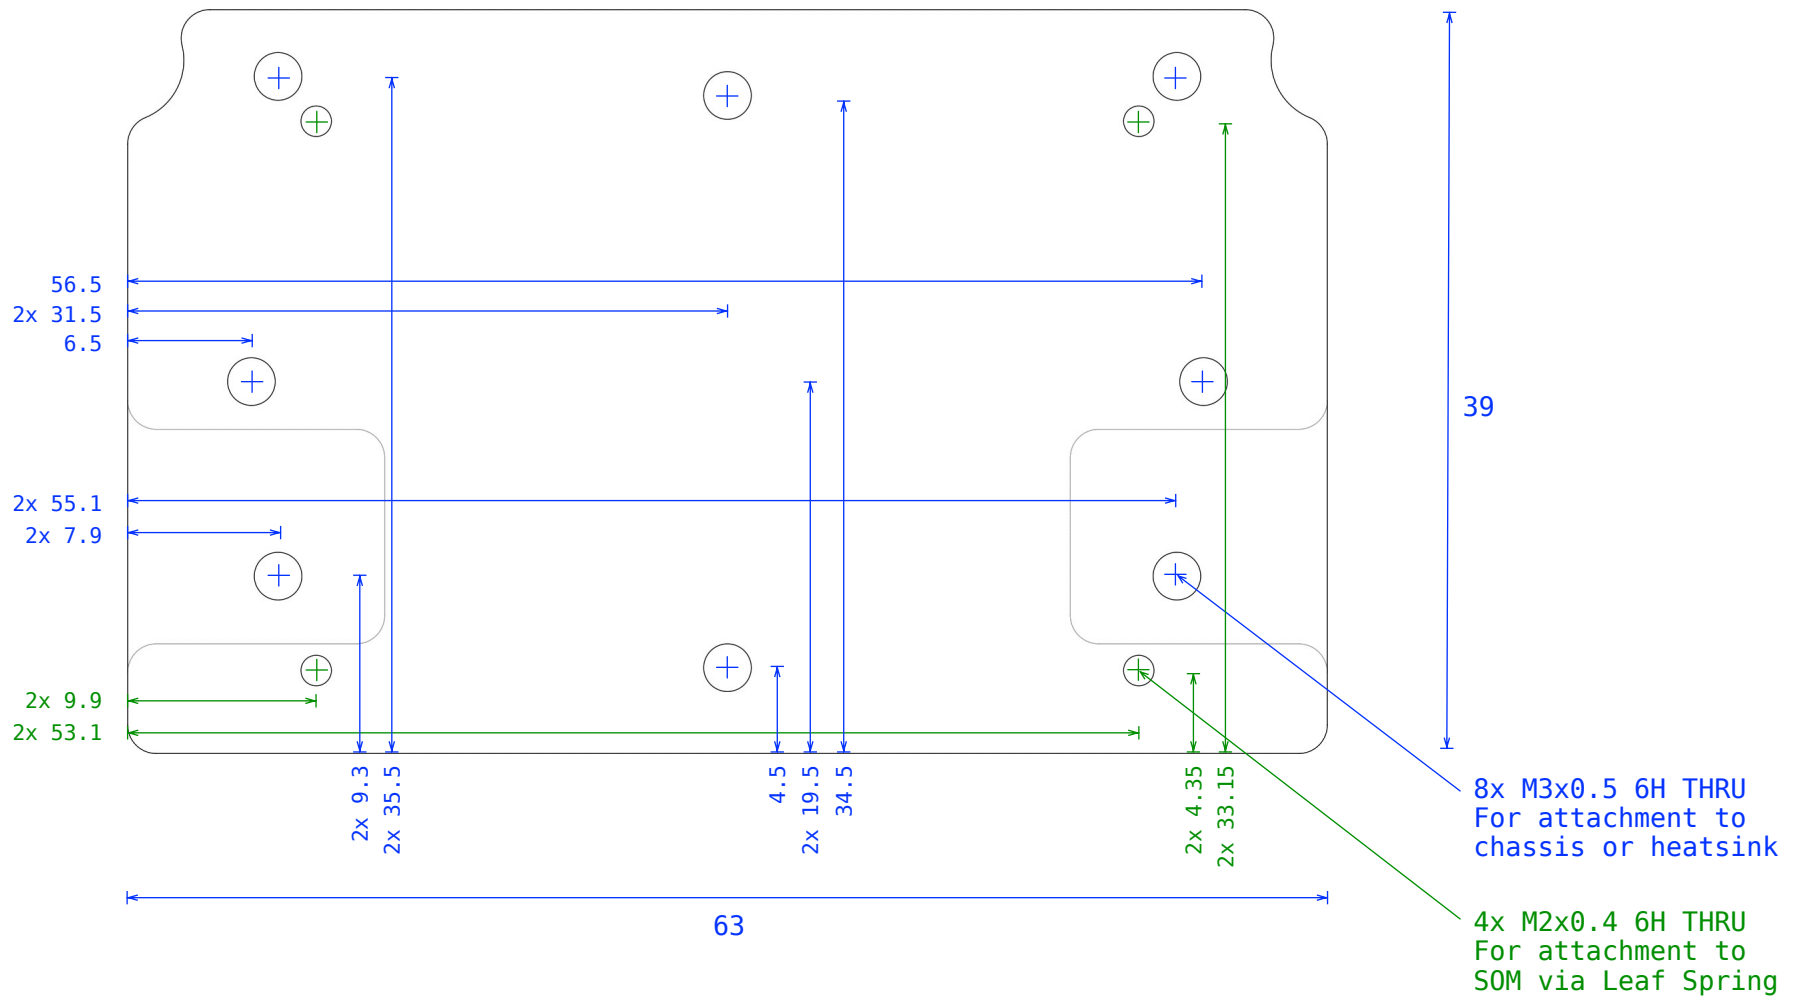 56.5
2x 31.5
6.5
39
2x 55.1
2x 7.9
2x 9.9
2x 53.1
2x 9.3
2x 35.5
4.5
2x 19.5
34.5
2x 4.35
2x 33.15
8x M3x0.5 6H THRU
For attachment to
chassis or heatsink
63
4x M2x0.4 6H THRU
For attachment to
SOM via Leaf Spring